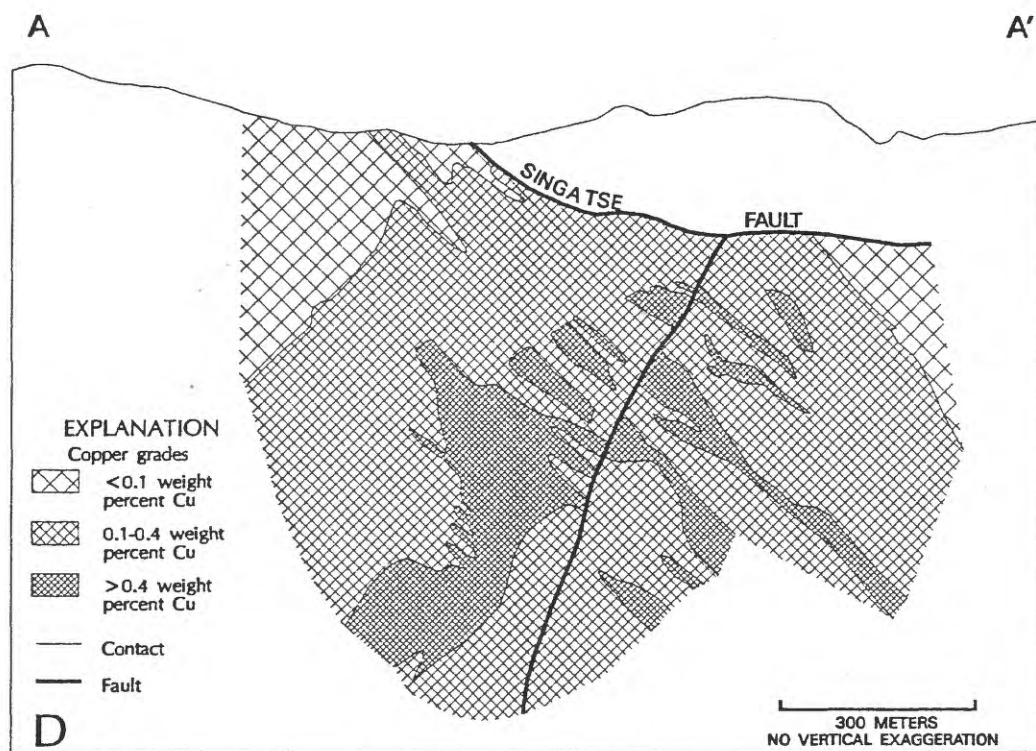 A
A'
SINGATSE
FAULT
EXPLANATION
Copper grades
<0.1 weight
percent Cu
0.1-0.4 weight
percent Cu
>0.4 weight
percent Cu
Contact
Fault
D
300 METERS
NO VERTICAL EXAGGERATION